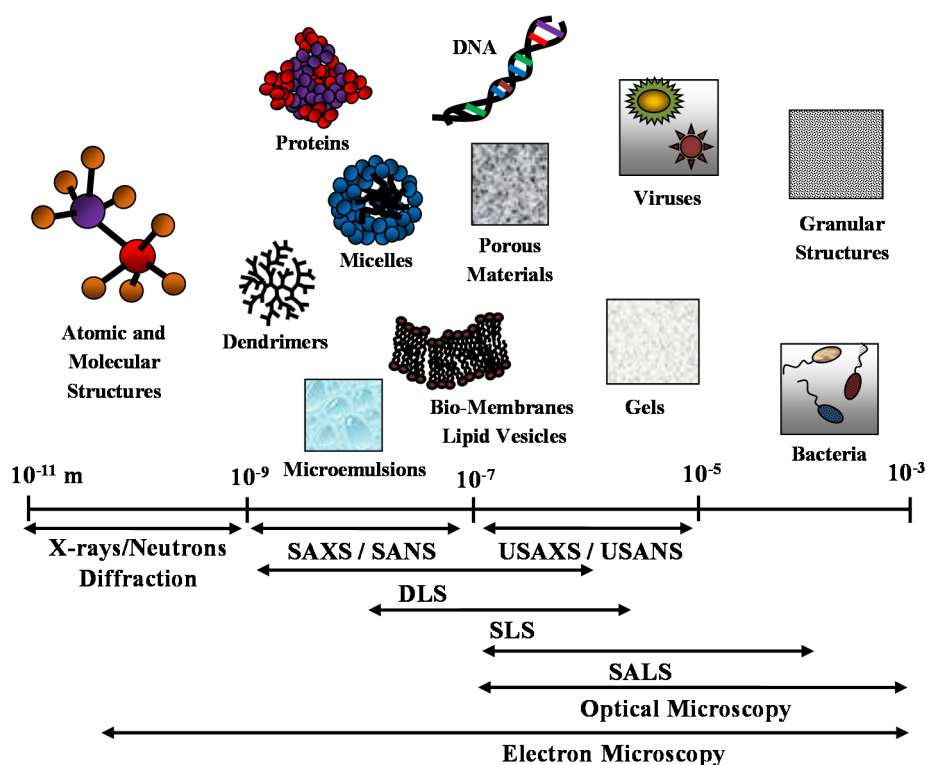 DNA
Proteins
Viruses
Granular
Structures
Micelles
Porous
Materials
Atomic and
Molecular
Structures
Dendrimers
Bio-Membranes
Lipid Vesicles
Gels
Microemulsions
Bacteria
10-11 m
10-9
10-7
10-5
10-3
X-rays/Neutrons
Diffraction
SAXS / SANS
USAXS / USANS
DLS
SLS
SALS
Optical Microscopy
Electron Microscopy